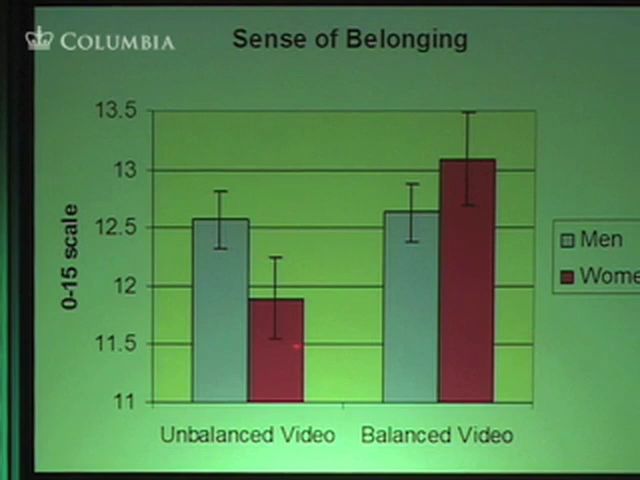 COLUMBIA
Sense of Belonging
13.5
13
12.5
12
11.5
11
0-15 scale
Unbalanced Video
Balanced Video
Men
Wome